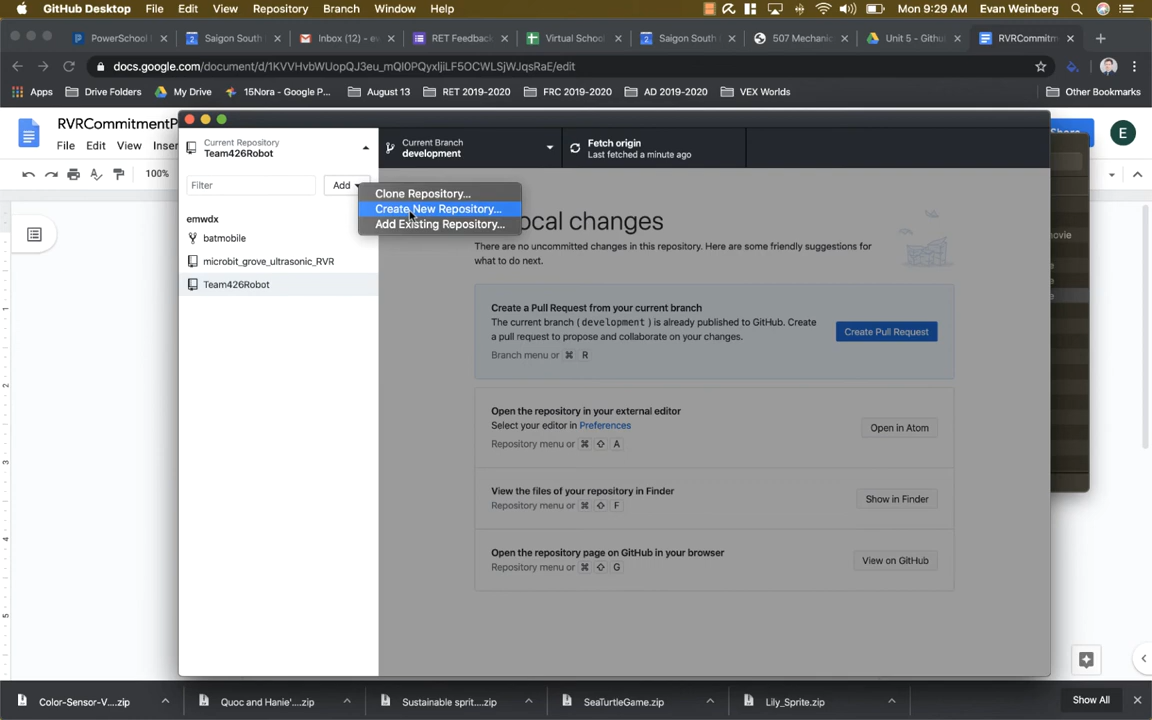 GitHub Desktop File Edit View Repository Branch Window Help Mon 9:29 AM Evan Weinberg
PowerSchool Saigon South Inbox (12) - e RET Feedback Virtual School Saigon South 507 Mechanic Unit 5 - Githu RVRCommitm
docs.google.com/document/d/1KVVHvbWUopQJ3eu_mQl0PQyxIjiLF5OCWLSjWJqsRaE/edit
Apps Drive Folders My Drive 15Nora - Google P... August 13 RET 2019-2020 FRC 2019-2020 AD 2019-2020 VEX Worlds Other Bookmarks
RVRCommitmentP
File Edit View Inser
Share
E
100%
Current Repository
Team426Robot
Current Branch
development
Fetch origin
Last fetched a minute ago
Filter
Add
Clone Repository...
Create New Repository...
Add Existing Repository...
emwdx
batmobile
microbit_grove_ultrasonic_RVR
Team426Robot
ocal changes
There are no uncommitted changes in this repository. Here are some friendly suggestions for
what to do next.
Create a Pull Request from your current branch
The current branch (development) is already published to GitHub. Create
a pull request to propose and collaborate on your changes.
Branch menu or ⌘ R
Create Pull Request
Open the repository in your external editor
Select your editor in Preferences
Repository menu or ⌘ ⇧ A
Open in Atom
View the files of your repository in Finder
Repository menu or ⌘ ⇧ F
Show in Finder
Open the repository page on GitHub in your browser
Repository menu or ⌘ ⇧ G
View on GitHub
ovie
1
2
3
4
5
Color-Sensor-V....zip Quoc and Hanie'....zip Sustainable sprit....zip SeaTurtleGame.zip Lily_Sprite.zip Show All